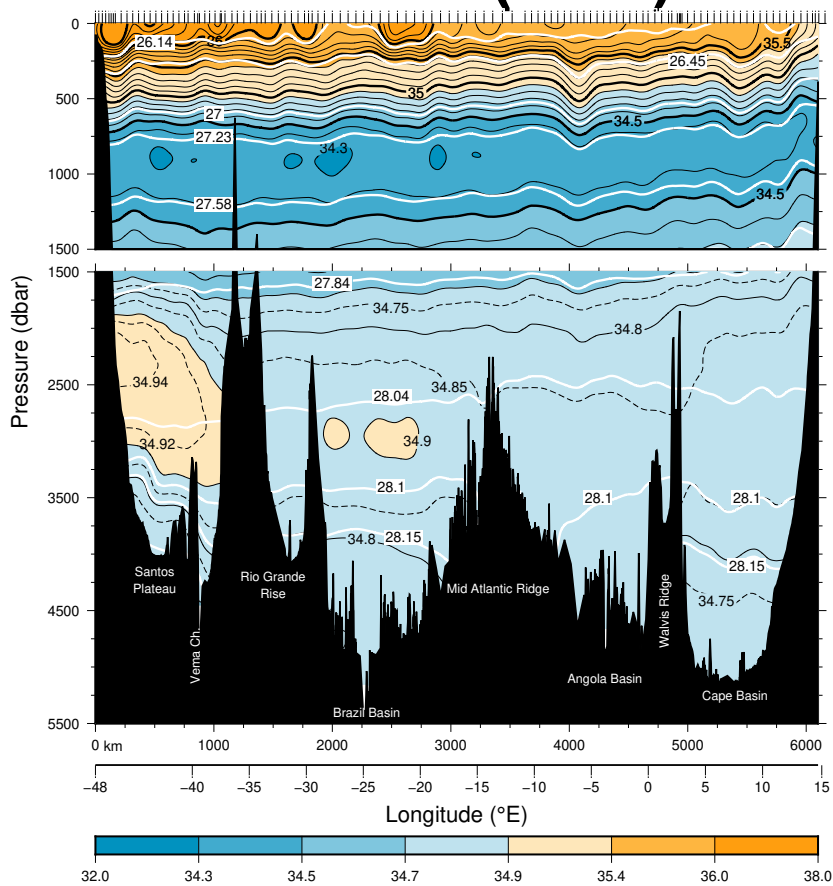 0
26.14
36
35.5
26.45
500
35
27
27.23
34.5
34.3
1000
27.58
34.5
1500
Pressure (dbar)
1500
27.84
34.75
34.8
2500
34.94
34.85
28.04
34.92
34.9
3500
28.1
28.1
28.1
34.8
28.15
28.15
Santos
Plateau
Rio Grande
Rise
Mid Atlantic Ridge
4500
34.75
Vema Ch.
Walvis Ridge
Angola Basin
Cape Basin
Brazil Basin
5500
0 km 1000 2000 3000 4000 5000 6000
−48 −40 −35 −30 −25 −20 −15 −10 −5 0 5 10 15
Longitude (°E)
32.0 34.3 34.5 34.7 34.9 35.4 36.0 38.0